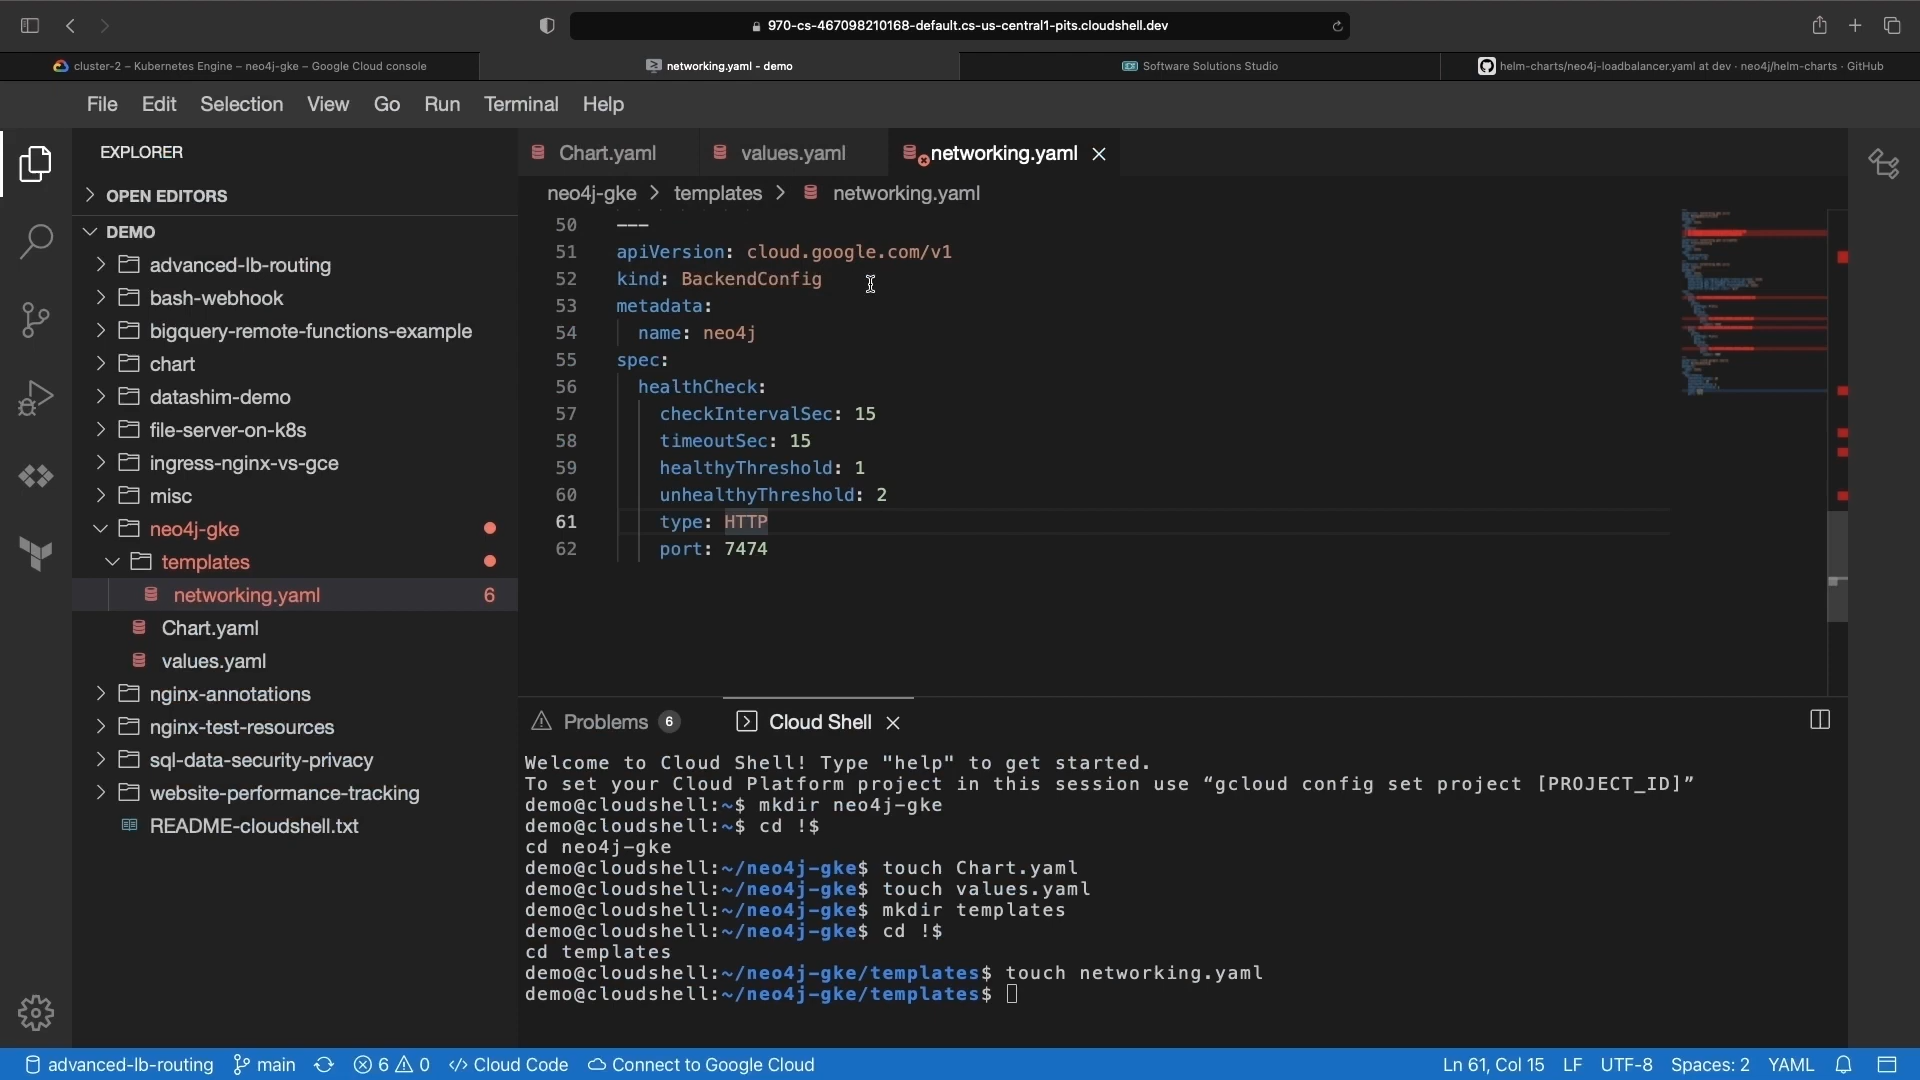 970-cs-467098210168-default.cs-us-central1-pits.cloudshell.dev
cluster-2 – Kubernetes Engine – neo4j-gke – Google Cloud console
networking.yaml - demo
Software Solutions Studio
helm-charts/neo4j-loadbalancer.yaml at dev · neo4j/helm-charts · GitHub
File Edit Selection View Go Run Terminal Help
EXPLORER
OPEN EDITORS
DEMO
advanced-lb-routing
bash-webhook
bigquery-remote-functions-example
chart
datashim-demo
file-server-on-k8s
ingress-nginx-vs-gce
misc
neo4j-gke
templates
networking.yaml 6
Chart.yaml
values.yaml
nginx-annotations
nginx-test-resources
sql-data-security-privacy
website-performance-tracking
README-cloudshell.txt
Chart.yaml values.yaml networking.yaml
neo4j-gke > templates > networking.yaml
50 ---
51 apiVersion: cloud.google.com/v1
52 kind: BackendConfig
53 metadata:
54 name: neo4j
55 spec:
56 healthCheck:
57 checkIntervalSec: 15
58 timeoutSec: 15
59 healthyThreshold: 1
60 unhealthyThreshold: 2
61 type: HTTP
62 port: 7474
Problems 6 Cloud Shell
Welcome to Cloud Shell! Type "help" to get started.
To set your Cloud Platform project in this session use “gcloud config set project [PROJECT_ID]”
demo@cloudshell:~$ mkdir neo4j-gke
demo@cloudshell:~$ cd !$
cd neo4j-gke
demo@cloudshell:~/neo4j-gke$ touch Chart.yaml
demo@cloudshell:~/neo4j-gke$ touch values.yaml
demo@cloudshell:~/neo4j-gke$ mkdir templates
demo@cloudshell:~/neo4j-gke$ cd !$
cd templates
demo@cloudshell:~/neo4j-gke/templates$ touch networking.yaml
demo@cloudshell:~/neo4j-gke/templates$
advanced-lb-routing main 6 0 Cloud Code Connect to Google Cloud Ln 61, Col 15 LF UTF-8 Spaces: 2 YAML